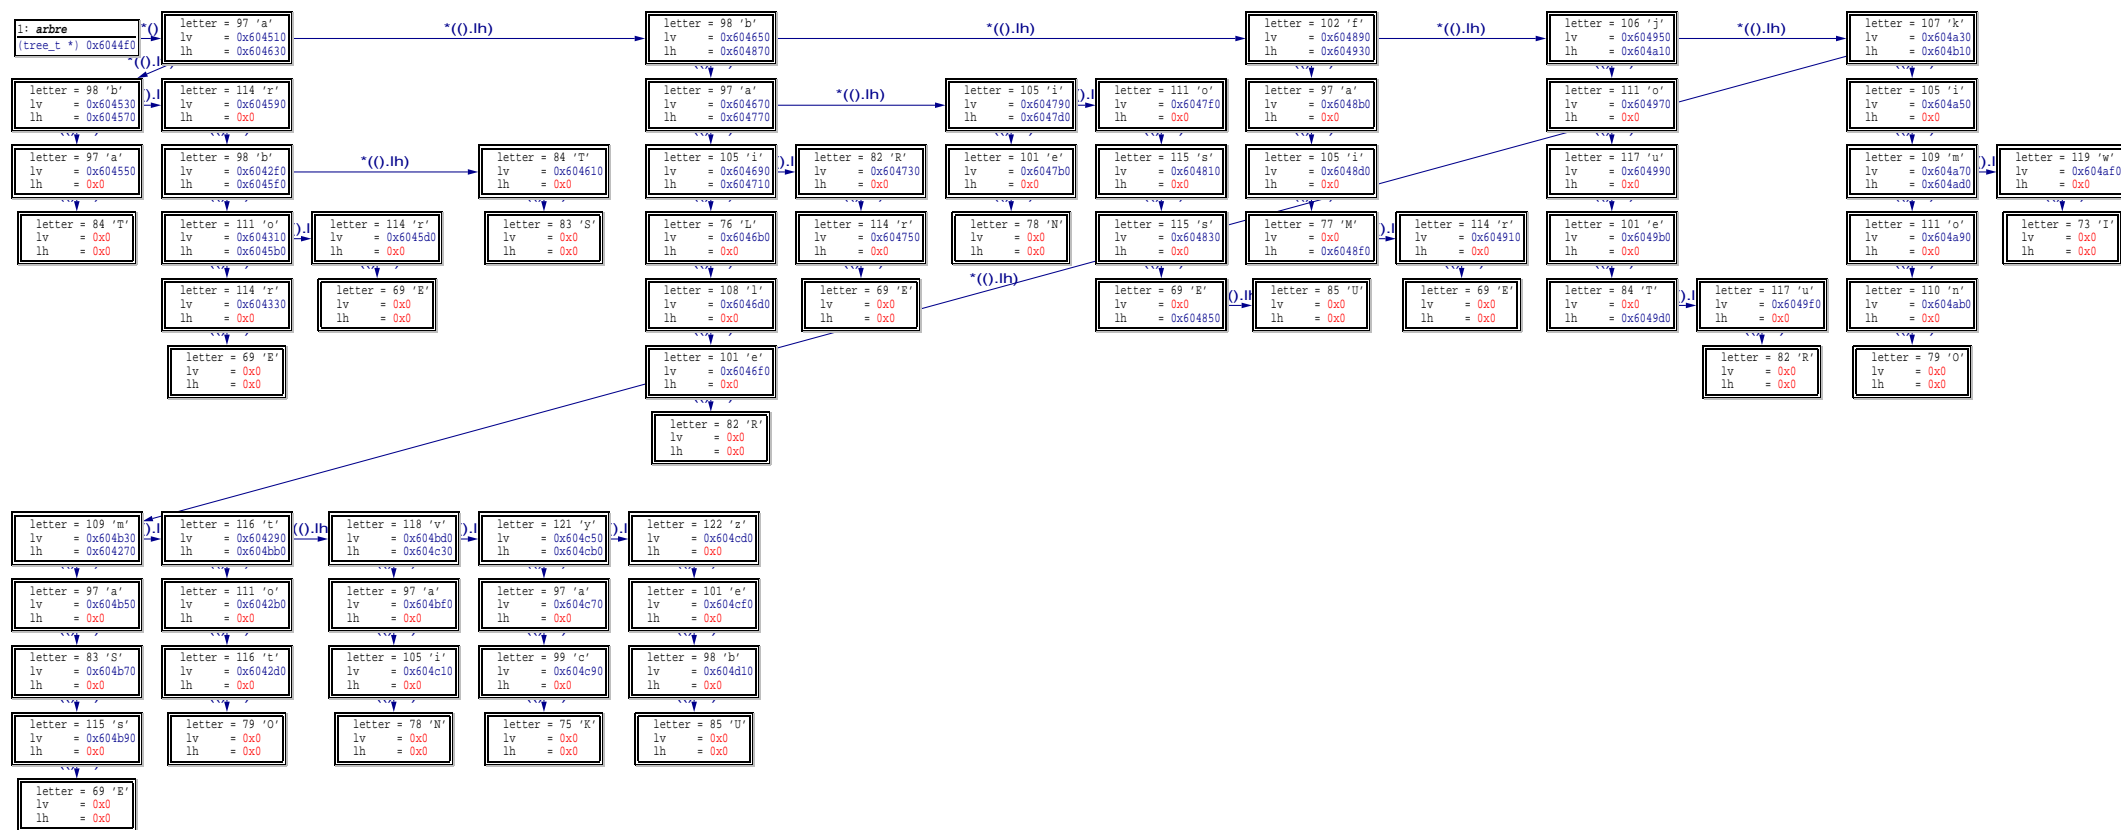 1: arbre
(tree_t *) 0x6044f0
*()
letter = 97 'a'
lv = 0x604510
lh = 0x604630
*(().lh)
letter = 98 'b'
lv = 0x604650
lh = 0x604870
*(().lh)
letter = 102 'f'
lv = 0x604890
lh = 0x604930
*(().lh)
letter = 106 'j'
lv = 0x604950
lh = 0x604a10
*(().lh)
letter = 107 'k'
lv = 0x604a30
lh = 0x604b10
letter = 98 'b'
lv = 0x604530
lh = 0x604570
letter = 114 'r'
lv = 0x604590
lh = 0x0
letter = 97 'a'
lv = 0x604670
lh = 0x604770
*(().lh)
letter = 105 'i'
lv = 0x604790
lh = 0x6047d0
letter = 111 'o'
lv = 0x6047f0
lh = 0x0
letter = 97 'a'
lv = 0x6048b0
lh = 0x0
letter = 111 'o'
lv = 0x604970
lh = 0x0
letter = 105 'i'
lv = 0x604a50
lh = 0x0
letter = 97 'a'
lv = 0x604550
lh = 0x0
letter = 98 'b'
lv = 0x6042f0
lh = 0x6045f0
*(().lh)
letter = 84 'T'
lv = 0x604610
lh = 0x0
letter = 105 'i'
lv = 0x604690
lh = 0x604710
letter = 82 'R'
lv = 0x604730
lh = 0x0
letter = 101 'e'
lv = 0x6047b0
lh = 0x0
letter = 115 's'
lv = 0x604810
lh = 0x0
letter = 105 'i'
lv = 0x6048d0
lh = 0x0
letter = 117 'u'
lv = 0x604990
lh = 0x0
letter = 109 'm'
lv = 0x604a70
lh = 0x604ad0
letter = 119 'w'
lv = 0x604af0
lh = 0x0
letter = 84 'T'
lv = 0x0
lh = 0x0
letter = 111 'o'
lv = 0x604310
lh = 0x6045b0
letter = 114 'r'
lv = 0x6045d0
lh = 0x0
letter = 83 'S'
lv = 0x0
lh = 0x0
letter = 76 'L'
lv = 0x6046b0
lh = 0x0
letter = 114 'r'
lv = 0x604750
lh = 0x0
letter = 78 'N'
lv = 0x0
lh = 0x0
letter = 115 's'
lv = 0x604830
lh = 0x0
letter = 77 'M'
lv = 0x0
lh = 0x6048f0
letter = 114 'r'
lv = 0x604910
lh = 0x0
letter = 101 'e'
lv = 0x6049b0
lh = 0x0
letter = 111 'o'
lv = 0x604a90
lh = 0x0
letter = 73 'I'
lv = 0x0
lh = 0x0
*(().lh)
letter = 114 'r'
lv = 0x604330
lh = 0x0
letter = 69 'E'
lv = 0x0
lh = 0x0
letter = 108 'l'
lv = 0x6046d0
lh = 0x0
letter = 69 'E'
lv = 0x0
lh = 0x0
letter = 69 'E'
lv = 0x0
lh = 0x604850
letter = 85 'U'
lv = 0x0
lh = 0x0
letter = 69 'E'
lv = 0x0
lh = 0x0
letter = 84 'T'
lv = 0x0
lh = 0x6049d0
letter = 117 'u'
lv = 0x6049f0
lh = 0x0
letter = 110 'n'
lv = 0x604ab0
lh = 0x0
letter = 69 'E'
lv = 0x0
lh = 0x0
letter = 101 'e'
lv = 0x6046f0
lh = 0x0
letter = 82 'R'
lv = 0x0
lh = 0x0
letter = 79 'O'
lv = 0x0
lh = 0x0
letter = 82 'R'
lv = 0x0
lh = 0x0
letter = 109 'm'
lv = 0x604b30
lh = 0x604270
letter = 116 't'
lv = 0x604290
lh = 0x604bb0
(().lh
letter = 118 'v'
lv = 0x604bd0
lh = 0x604c30
letter = 121 'y'
lv = 0x604c50
lh = 0x604cb0
letter = 122 'z'
lv = 0x604cd0
lh = 0x0
letter = 97 'a'
lv = 0x604b50
lh = 0x0
letter = 111 'o'
lv = 0x6042b0
lh = 0x0
letter = 97 'a'
lv = 0x604bf0
lh = 0x0
letter = 97 'a'
lv = 0x604c70
lh = 0x0
letter = 101 'e'
lv = 0x604cf0
lh = 0x0
letter = 83 'S'
lv = 0x604b70
lh = 0x0
letter = 116 't'
lv = 0x6042d0
lh = 0x0
letter = 105 'i'
lv = 0x604c10
lh = 0x0
letter = 99 'c'
lv = 0x604c90
lh = 0x0
letter = 98 'b'
lv = 0x604d10
lh = 0x0
letter = 115 's'
lv = 0x604b90
lh = 0x0
letter = 79 'O'
lv = 0x0
lh = 0x0
letter = 78 'N'
lv = 0x0
lh = 0x0
letter = 75 'K'
lv = 0x0
lh = 0x0
letter = 85 'U'
lv = 0x0
lh = 0x0
letter = 69 'E'
lv = 0x0
lh = 0x0